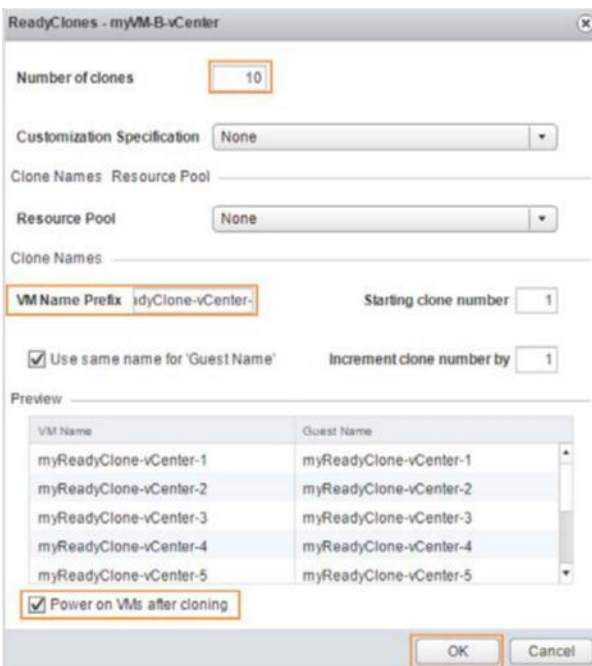 ReadyClones - myVM-B-vCenter
Number of clones 10
Customization Specification None
Clone Names Resource Pool
Resource Pool None
Clone Names
VM Name Prefix dyClone-vCenter- Starting clone number 1
Use same name for 'Guest Name' Increment clone number by 1
Preview
VM Name Guest Name
myReadyClone-vCenter-1 myReadyClone-vCenter-1
myReadyClone-vCenter-2 myReadyClone-vCenter-2
myReadyClone-vCenter-3 myReadyClone-vCenter-3
myReadyClone-vCenter-4 myReadyClone-vCenter-4
myReadyClone-vCenter-5 myReadyClone-vCenter-5
Power on VMs after cloning
OK Cancel